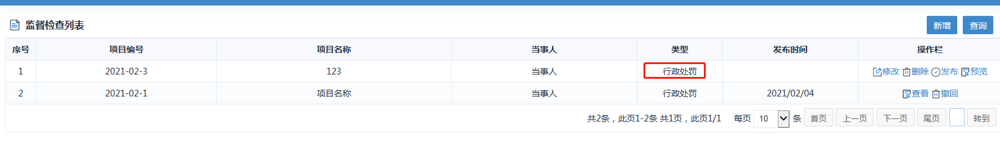 监督检查列表 新增 查询
序号 项目编号 项目名称 当事人 类型 发布时间 操作栏
1 2021-02-3 123 当事人 行政处罚 修改 删除 发布 预览
2 2021-02-1 项目名称 当事人 行政处罚 2021/02/04 查看 撤回
共2条，此页1-2条 共1页，此页1/1 每页 10 条 首页 上一页 下一页 尾页 转到